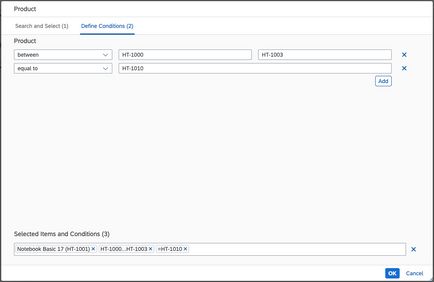 Product
Search and Select (1) Define Conditions (2)
Product
between HT-1000 HT-1003
equal to HT-1010
Add
Selected Items and Conditions (3)
Notebook Basic 17 (HT-1001) HT-1000...HT-1003 =HT-1010
OK Cancel